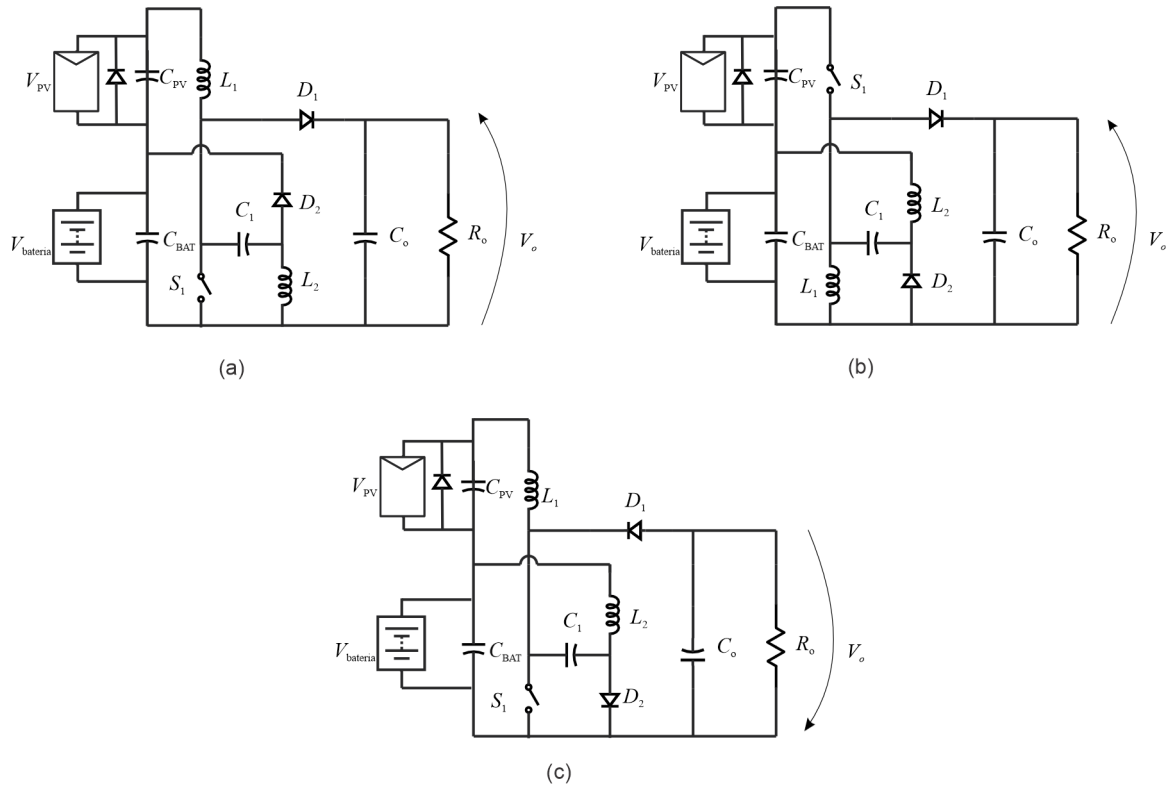 V_PV C_PV L_1
D_1
D_2
C_1
V_bateria C_BAT C_o R_o V_o
S_1 L_2
(a)
V_PV C_PV S_1
D_1
L_2
C_1
V_bateria C_BAT C_o R_o V_o
L_1 D_2
(b)
V_PV C_PV L_1
D_1
L_2
C_1
V_bateria C_BAT C_o R_o V_o
S_1 D_2
(c)